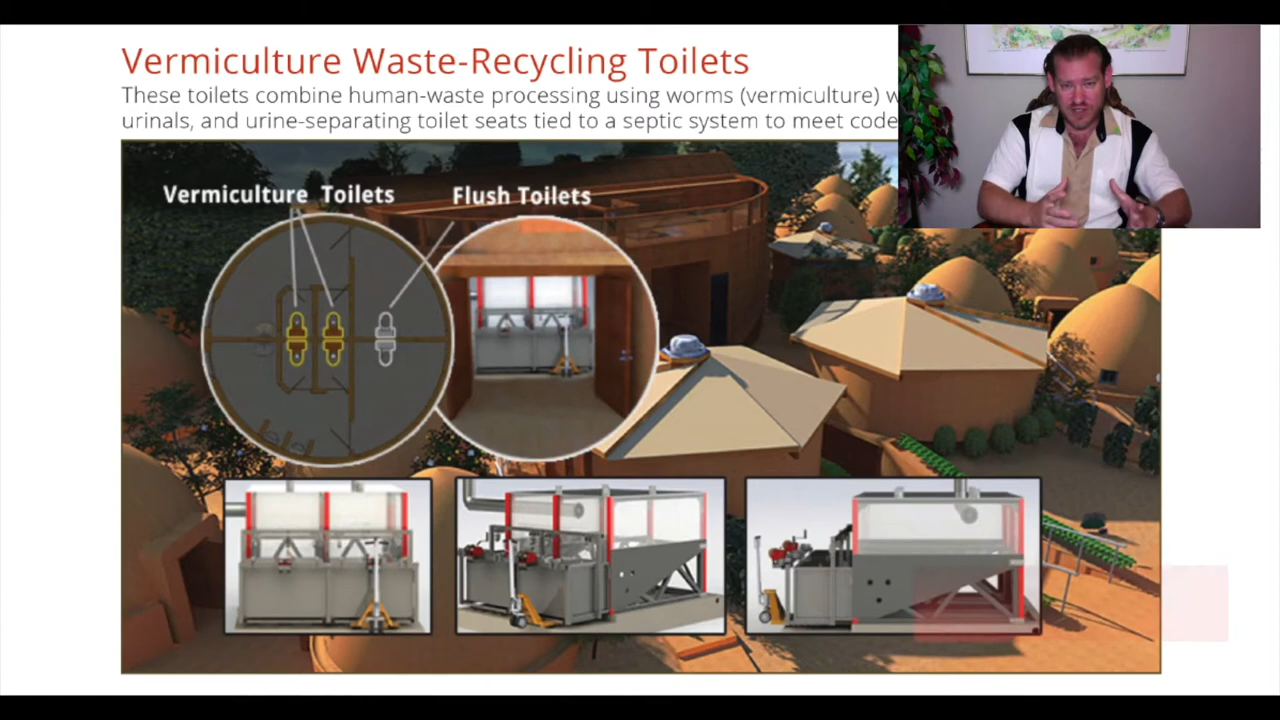 Vermiculture Waste-Recycling Toilets
These toilets combine human-waste processing using worms (vermiculture) w
urinals, and urine-separating toilet seats tied to a septic system to meet code
Vermiculture Toilets
Flush Toilets